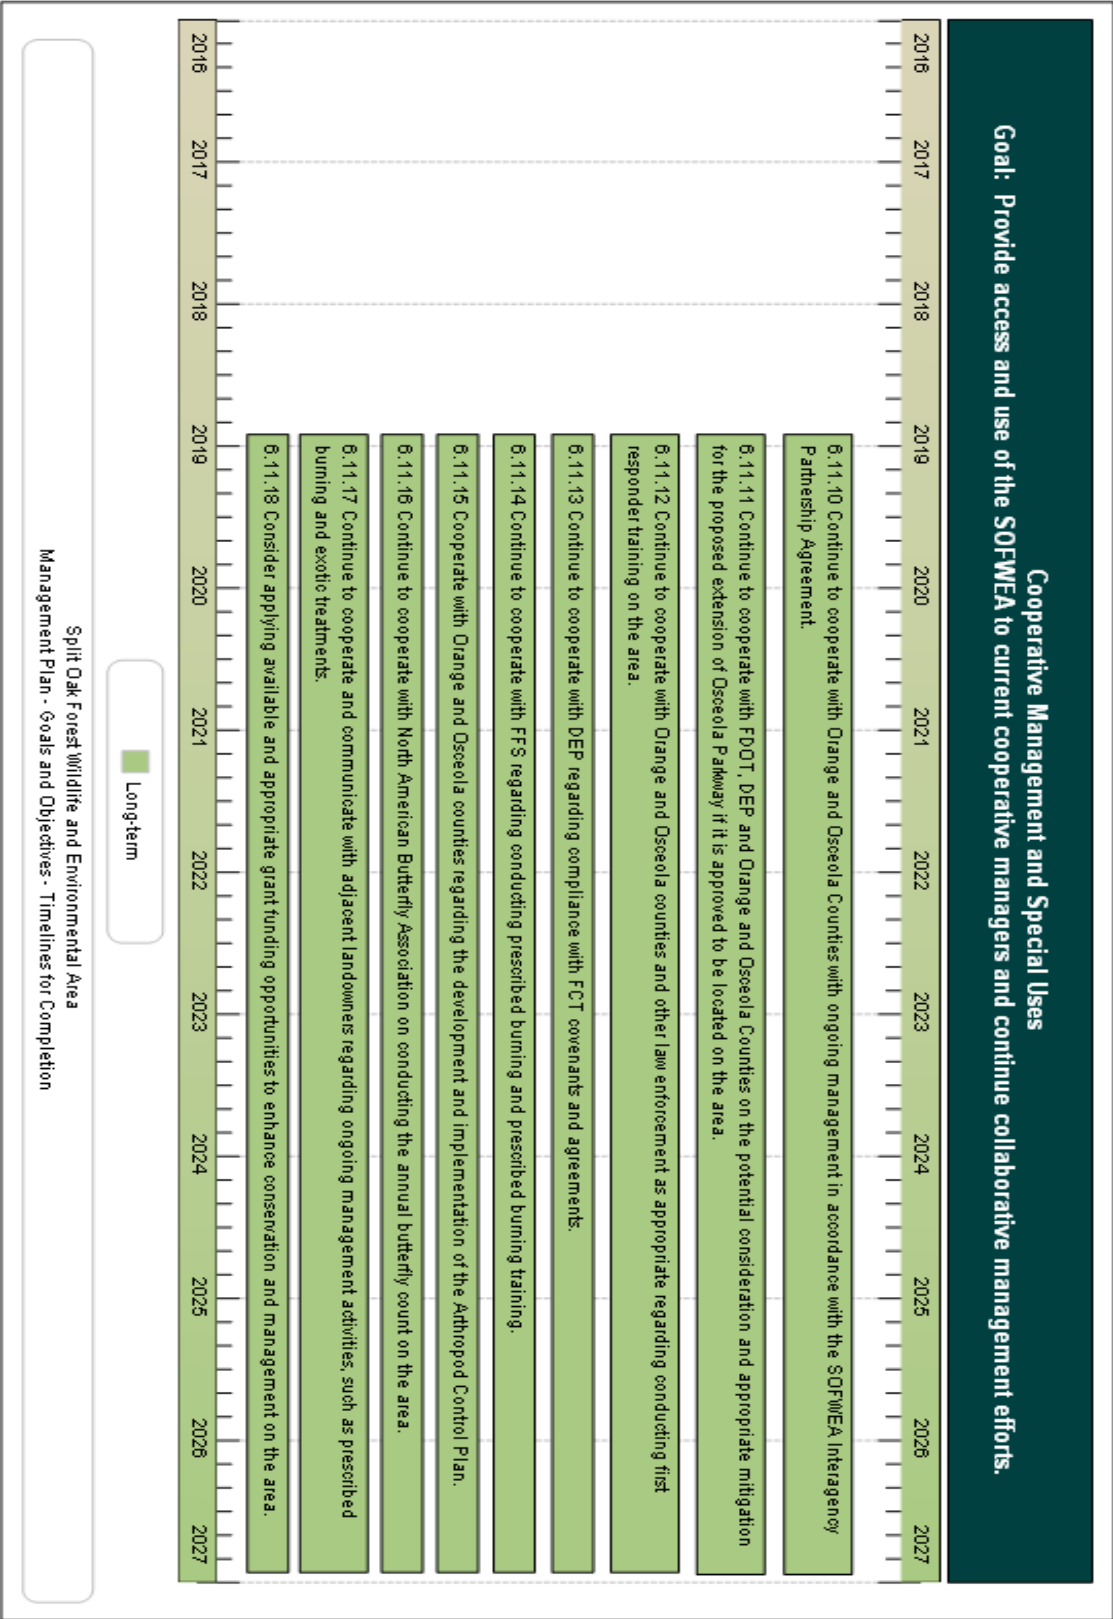 Cooperative Management and Special Uses
Goal: Provide access and use of the SOFWEA to current cooperative managers and continue collaborative management efforts.
2016 2017 2018 2019 2020 2021 2022 2023 2024 2025 2026 2027
6.11.10 Continue to cooperate with Orange and Osceola Counties with ongoing management in accordance with the SOFWEA Interagency
Partnership Agreement.
6.11.11 Continue to cooperate with FDOT, DEP and Orange and Osceola Counties on the potential consideration and appropriate mitigation
for the proposed extension of Osceola Parkway if it is approved to be located on the area.
6.11.12 Continue to cooperate with Orange and Osceola counties and other law enforcement as appropriate regarding conducting first
responder training on the area.
6.11.13 Continue to cooperate with DEP regarding compliance with FCT covenants and agreements.
6.11.14 Continue to cooperate with FFS regarding conducting prescribed burning and prescribed burning training.
6.11.15 Cooperate with Orange and Osceola counties regarding the development and implementation of the Arthropod Control Plan.
6.11.16 Continue to cooperate with North American Butterfly Association on conducting the annual butterfly count on the area.
6.11.17 Continue to cooperate and communicate with adjacent landowners regarding ongoing management activities, such as prescribed
burning and exotic treatments.
6.11.18 Consider applying available and appropriate grant funding opportunities to enhance conservation and management on the area.
2016 2017 2018 2019 2020 2021 2022 2023 2024 2025 2026 2027
Long-term
Split Oak Forest Wildlife and Environmental Area
Management Plan - Goals and Objectives - Timelines for Completion